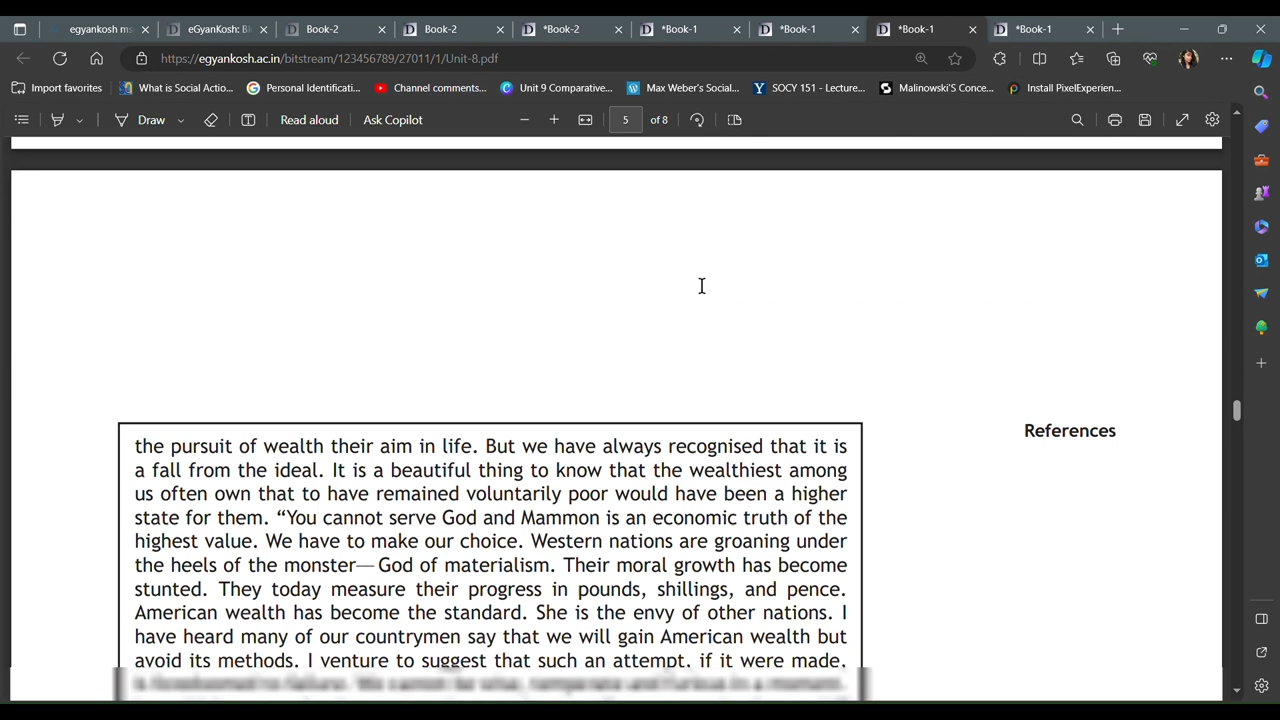 egyankosh ms
eGyanKosh: Bl
Book-2
Book-2
*Book-2
*Book-1
*Book-1
*Book-1
*Book-1
https://egyankosh.ac.in/bitstream/123456789/27011/1/Unit-8.pdf
Import favorites
What is Social Actio...
Personal Identificati...
Channel comments...
Unit 9 Comparative...
Max Weber's Social...
SOCY 151 - Lecture...
Malinowski'S Conce...
Install PixelExperien...
Draw
Read aloud
Ask Copilot
5 of 8
the pursuit of wealth their aim in life. But we have always recognised that it is
a fall from the ideal. It is a beautiful thing to know that the wealthiest among
us often own that to have remained voluntarily poor would have been a higher
state for them. “You cannot serve God and Mammon is an economic truth of the
highest value. We have to make our choice. Western nations are groaning under
the heels of the monster—God of materialism. Their moral growth has become
stunted. They today measure their progress in pounds, shillings, and pence.
American wealth has become the standard. She is the envy of other nations. I
have heard many of our countrymen say that we will gain American wealth but
avoid its methods. I venture to suggest that such an attempt, if it were made,
References